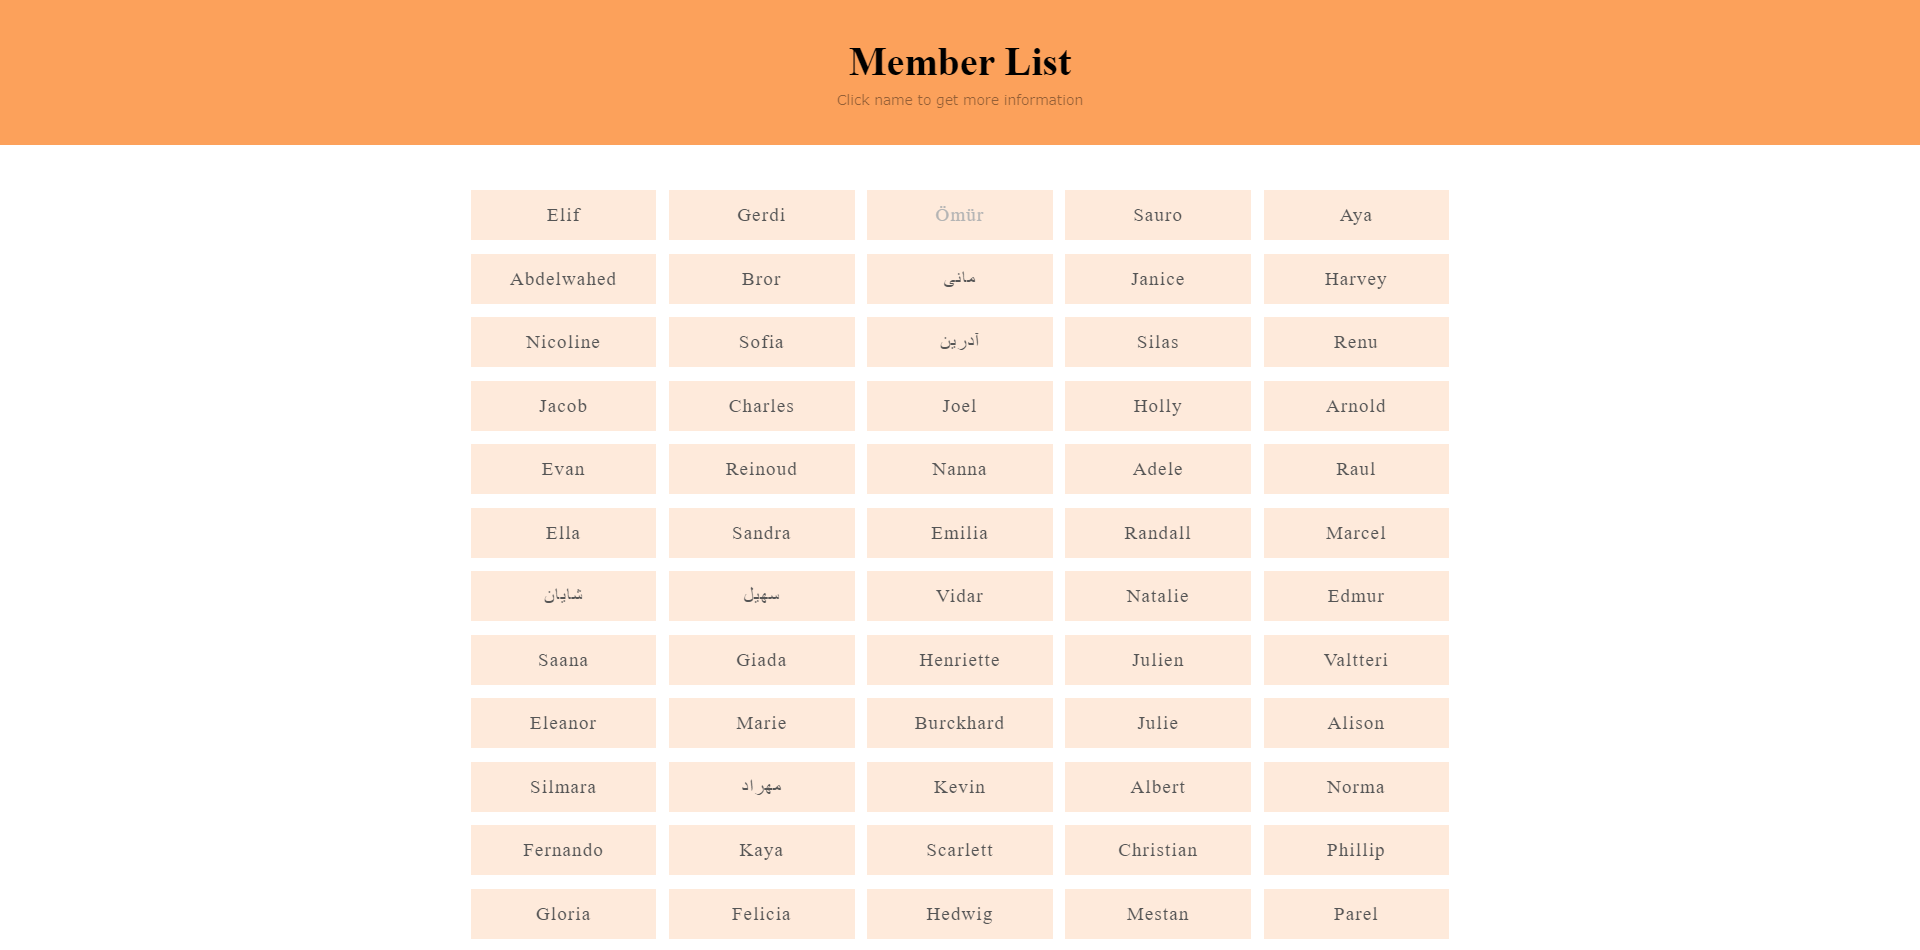 Member List
Click name to get more information
Elif
Gerdi
Ömür
Sauro
Aya
Abdelwahed
Bror
مانی
Janice
Harvey
Nicoline
Sofia
آدرین
Silas
Renu
Jacob
Charles
Joel
Holly
Arnold
Evan
Reinoud
Nanna
Adele
Raul
Ella
Sandra
Emilia
Randall
Marcel
شایان
سهیل
Vidar
Natalie
Edmur
Saana
Giada
Henriette
Julien
Valtteri
Eleanor
Marie
Burckhard
Julie
Alison
Silmara
مهراد
Kevin
Albert
Norma
Fernando
Kaya
Scarlett
Christian
Phillip
Gloria
Felicia
Hedwig
Mestan
Parel